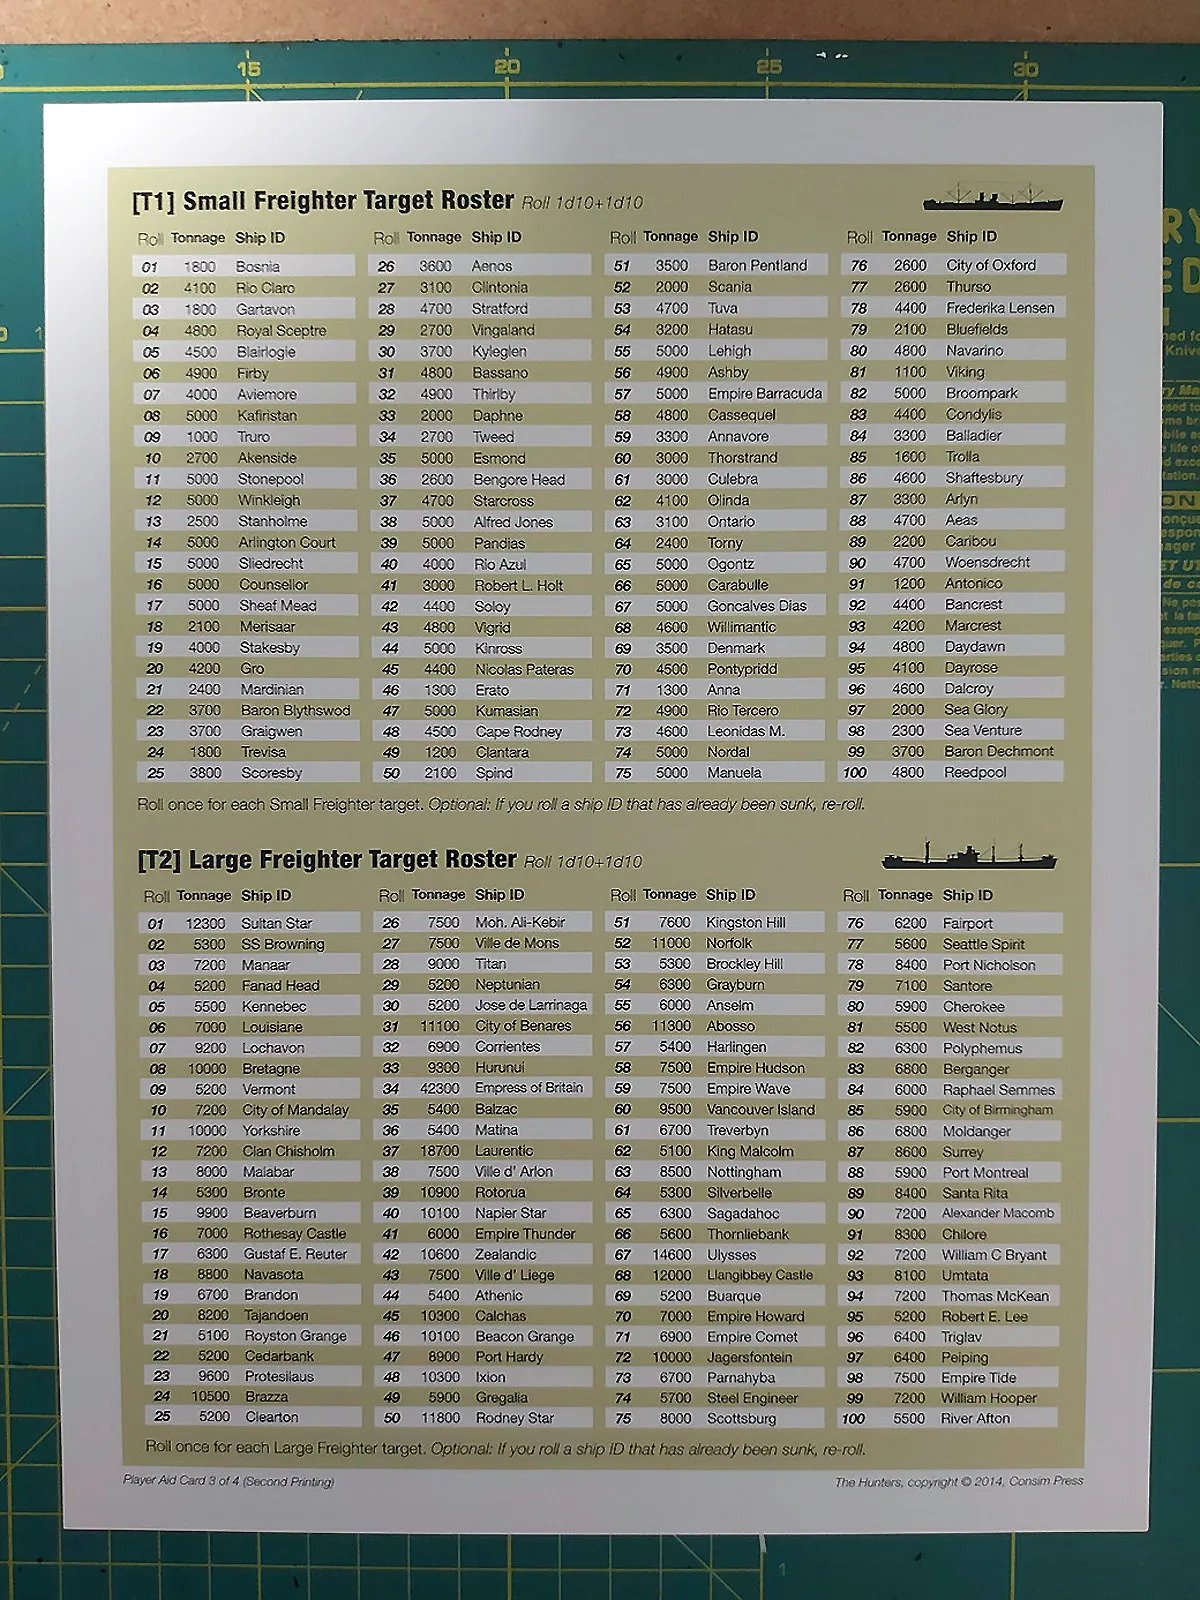 15 20 25 30
[T1] Small Freighter Target Roster Roll 1d10+1d10
Roll Tonnage Ship ID Roll Tonnage Ship ID Roll Tonnage Ship ID Roll Tonnage Ship ID
01 1800 Bosnia 26 3600 Aenos 51 3500 Baron Pentland 76 2600 City of Oxford
02 4100 Rio Claro 27 3100 Clintonia 52 2000 Scania 77 2600 Thurso
03 1800 Gartavon 28 4700 Stratford 53 4700 Tuva 78 4400 Frederika Lensen
04 4800 Royal Sceptre 29 2700 Vingaland 54 3200 Hatasu 79 2100 Bluefields
05 4500 Blairlogie 30 3700 Kyleglen 55 5000 Lehigh 80 4800 Navarino
06 4900 Firby 31 4800 Bassano 56 4900 Ashby 81 1100 Viking
07 4000 Aviemore 32 4900 Thirlby 57 5000 Empire Barracuda 82 5000 Broompark
08 5000 Kafiristan 33 2000 Daphne 58 4800 Cassequel 83 4400 Condylis
09 1000 Truro 34 2700 Tweed 59 3300 Annavore 84 3300 Balladier
10 2700 Akenside 35 5000 Esmond 60 3000 Thorstrand 85 1600 Trolla
11 5000 Stonepool 36 2600 Bengore Head 61 3000 Culebra 86 4600 Shaftesbury
12 5000 Winkleigh 37 4700 Starcross 62 4100 Olinda 87 3300 Arlyn
13 2500 Stanholme 38 5000 Alfred Jones 63 3100 Ontario 88 4700 Aeas
14 5000 Arlington Court 39 5000 Pandias 64 2400 Torny 89 2200 Caribou
15 5000 Sliedrecht 40 4000 Rio Azul 65 5000 Ogontz 90 4700 Woensdrecht
16 5000 Counsellor 41 3000 Robert L. Holt 66 5000 Carabulle 91 1200 Antonico
17 5000 Sheaf Mead 42 4400 Soloy 67 5000 Goncalves Dias 92 4400 Bancrest
18 2100 Merisaar 43 4800 Vigrid 68 4600 Willimantic 93 4200 Marcrest
19 4000 Stakesby 44 5000 Kinross 69 3500 Denmark 94 4800 Daydawn
20 4200 Gro 45 4400 Nicolas Pateras 70 4500 Pontypridd 95 4100 Dayrose
21 2400 Mardinian 46 1300 Erato 71 1300 Anna 96 4600 Dalcroy
22 3700 Baron Blythswod 47 5000 Kumasian 72 4900 Rio Tercero 97 2000 Sea Glory
23 3700 Graigwen 48 4500 Cape Rodney 73 4600 Leonidas M. 98 2300 Sea Venture
24 1800 Trevisa 49 1200 Clantara 74 5000 Nordal 99 3700 Baron Dechmont
25 3800 Scoresby 50 2100 Spind 75 5000 Manuela 100 4800 Reedpool
Roll once for each Small Freighter target. Optional: If you roll a ship ID that has already been sunk, re-roll.
[T2] Large Freighter Target Roster Roll 1d10+1d10
Roll Tonnage Ship ID Roll Tonnage Ship ID Roll Tonnage Ship ID Roll Tonnage Ship ID
01 12300 Sultan Star 26 7500 Moh. Ali-Kebir 51 7600 Kingston Hill 76 6200 Fairport
02 5300 SS Browning 27 7500 Ville de Mons 52 11000 Norfolk 77 5600 Seattle Spirit
03 7200 Manaar 28 9000 Titan 53 5300 Brockley Hill 78 8400 Port Nicholson
04 5200 Fanad Head 29 5200 Neptunian 54 6300 Grayburn 79 7100 Santore
05 5500 Kennebec 30 5200 Jose de Larrinaga 55 6000 Anselm 80 5900 Cherokee
06 7000 Louisiane 31 11100 City of Benares 56 11300 Abosso 81 5500 West Notus
07 9200 Lochavon 32 6900 Corrientes 57 5400 Harlingen 82 6300 Polyphemus
08 10000 Bretagne 33 9300 Hurunui 58 7500 Empire Hudson 83 6800 Berganger
09 5200 Vermont 34 42300 Empress of Britain 59 7500 Empire Wave 84 6000 Raphael Semmes
10 7200 City of Mandalay 35 5400 Balzac 60 9500 Vancouver Island 85 5900 City of Birmingham
11 10000 Yorkshire 36 5400 Matina 61 6700 Treverbyn 86 6800 Moldanger
12 7200 Clan Chisholm 37 18700 Laurentic 62 5100 King Malcolm 87 8600 Surrey
13 8000 Malabar 38 7500 Ville d' Arlon 63 8500 Nottingham 88 5900 Port Montreal
14 5300 Bronte 39 10900 Rotorua 64 5300 Silverbelle 89 8400 Santa Rita
15 9900 Beaverburn 40 10100 Napier Star 65 6300 Sagadahoc 90 7200 Alexander Macomb
16 7000 Rothesay Castle 41 6000 Empire Thunder 66 5600 Thornliebank 91 8300 Chilore
17 6300 Gustaf E. Reuter 42 10600 Zealandic 67 14600 Ulysses 92 7200 William C Bryant
18 8800 Navasota 43 7500 Ville d' Liege 68 12000 Llangibbey Castle 93 8100 Umtata
19 6700 Brandon 44 5400 Athenic 69 5200 Buarque 94 7200 Thomas McKean
20 8200 Tajandoen 45 10300 Calchas 70 7000 Empire Howard 95 5200 Robert E. Lee
21 5100 Royston Grange 46 10100 Beacon Grange 71 6900 Empire Comet 96 6400 Triglav
22 5200 Cedarbank 47 8900 Port Hardy 72 10000 Jagersfontein 97 6400 Peiping
23 9600 Protesilaus 48 10300 Ixion 73 6700 Parnahyba 98 7500 Empire Tide
24 10500 Brazza 49 5900 Gregalia 74 5700 Steel Engineer 99 7200 William Hooper
25 5200 Clearton 50 11800 Rodney Star 75 8000 Scottsburg 100 5500 River Afton
Roll once for each Large Freighter target. Optional: If you roll a ship ID that has already been sunk, re-roll.
Player Aid Card 3 of 4 (Second Printing) The Hunters, copyright © 2014, Consim Press
1